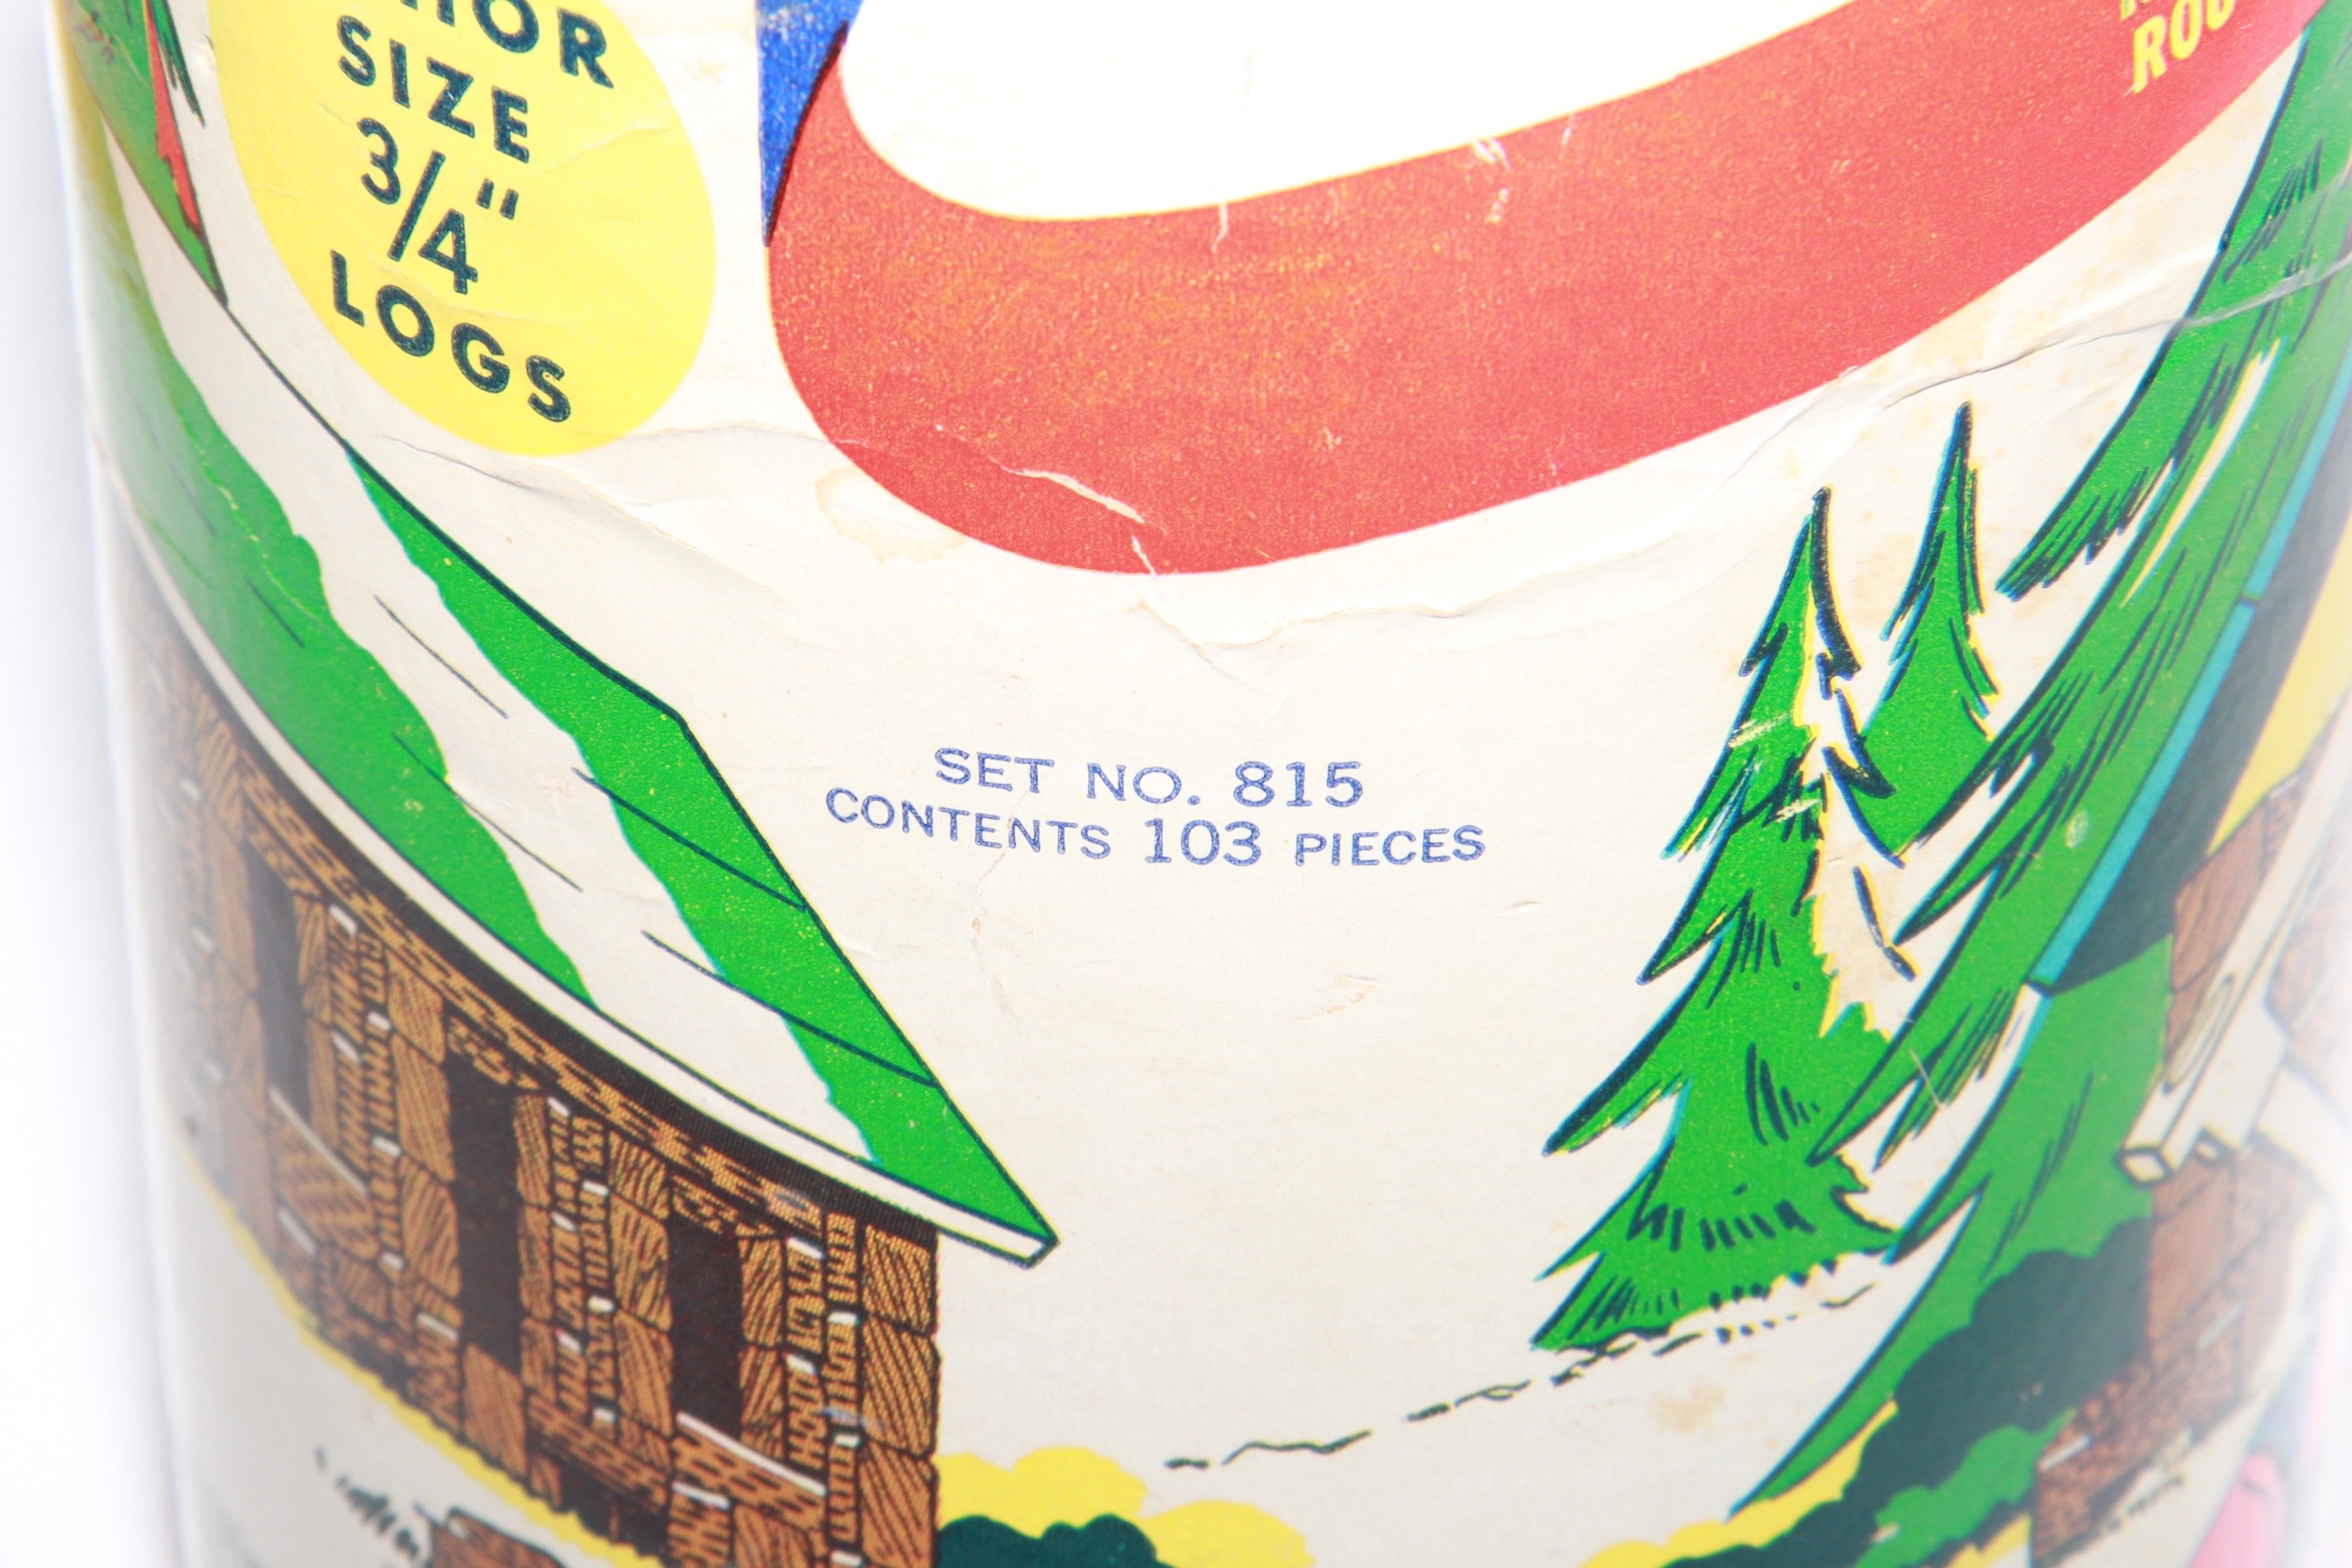 SIZE
3/4"
LOGS
SET NO. 815
CONTENTS 103 PIECES